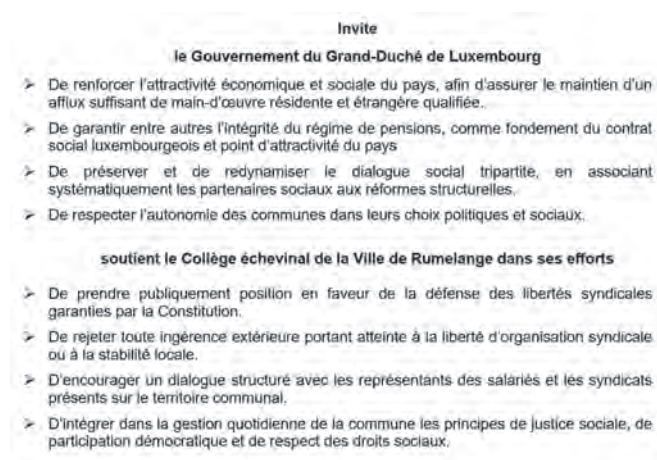 Invite
le Gouvernement du Grand-Duché de Luxembourg
➢ De renforcer l'attractivité économique et sociale du pays, afin d'assurer le maintien d'un
afflux suffisant de main-d'œuvre résidente et étrangère qualifiée.
➢ De garantir entre autres l'intégrité du régime de pensions, comme fondement du contrat
social luxembourgeois et point d'attractivité du pays
➢ De préserver et de redynamiser le dialogue social tripartite, en associant
systématiquement les partenaires sociaux aux réformes structurelles.
➢ De respecter l'autonomie des communes dans leurs choix politiques et sociaux.
soutient le Collège échevinal de la Ville de Rumelange dans ses efforts
➢ De prendre publiquement position en faveur de la défense des libertés syndicales
garanties par la Constitution.
➢ De rejeter toute ingérence extérieure portant atteinte à la liberté d'organisation syndicale
ou à la stabilité locale.
➢ D'encourager un dialogue structuré avec les représentants des salariés et les syndicats
présents sur le territoire communal.
➢ D'intégrer dans la gestion quotidienne de la commune les principes de justice sociale, de
participation démocratique et de respect des droits sociaux.